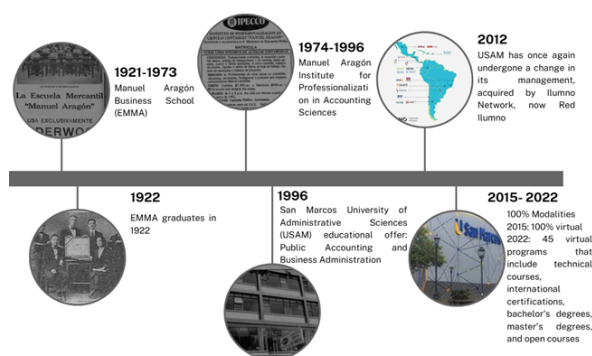 1921-1973
Manuel Aragón
Business School
(EMMA)
La Escuela Mercantil
"Manuel Aragón"
USA EXCLUSIVAMENTE
1974-1996
Manuel Aragón
Institute for
Professionalizati
on in Accounting
Sciences
IPECCO
MATRICULA
2012
USAM has once again
undergone a change in
its management,
acquired by Ilumno
Network, now Red
Ilumno
1922
EMMA graduates in
1922
1996
San Marcos University of
Administrative Sciences
(USAM) educational offer:
Public Accounting and
Business Administration
2015- 2022
100% Modalities
2015: 100% virtual
2022: 45 virtual
programs that
include technical
courses,
international
certifications,
bachelor's degrees,
master's degrees,
and open courses
San Marcos